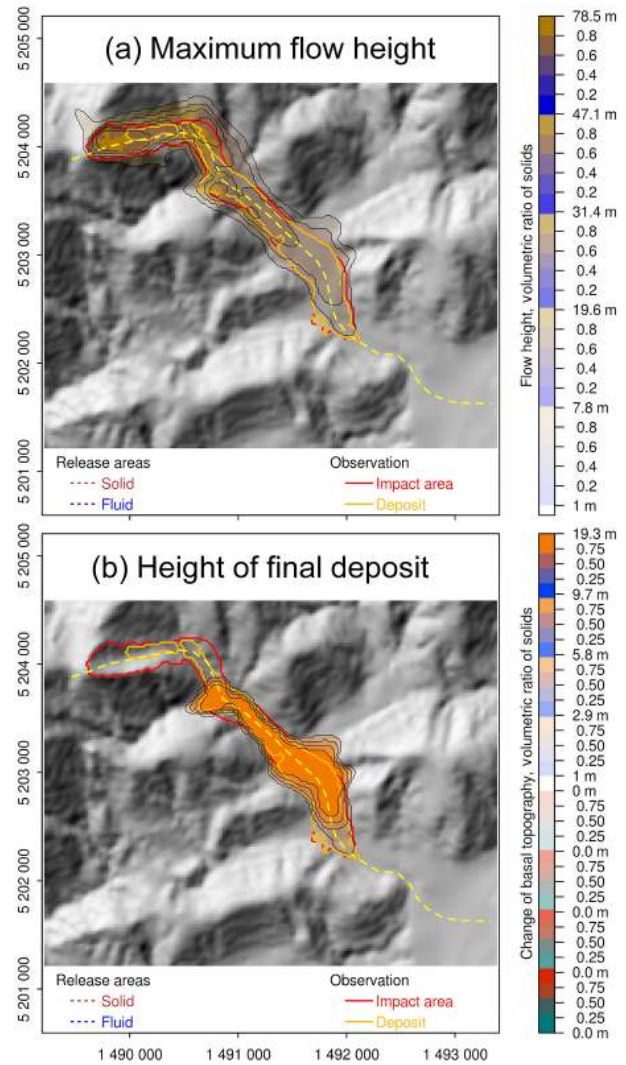 (a) Maximum flow height
5 205 000
5 204 000
5 203 000
5 202 000
5 201 000
Release areas
Solid
Fluid
Observation
Impact area
Deposit
78.5 m
0.8
0.6
0.4
0.2
47.1 m
0.8
0.6
0.4
0.2
31.4 m
0.8
0.6
0.4
0.2
19.6 m
0.8
0.6
0.4
0.2
7.8 m
0.8
0.6
0.4
0.2
1 m
Flow height, volumetric ratio of solids
(b) Height of final deposit
5 205 000
5 204 000
5 203 000
5 202 000
5 201 000
Release areas
Solid
Fluid
Observation
Impact area
Deposit
1 490 000
1 491 000
1 492 000
1 493 000
19.3 m
0.75
0.50
0.25
9.7 m
0.75
0.50
0.25
5.8 m
0.75
0.50
0.25
2.9 m
0.75
0.50
0.25
1 m
0 m
0.75
0.50
0.25
0.0 m
0.75
0.50
0.25
0.0 m
0.75
0.50
0.25
0.0 m
0.75
0.50
0.25
0.0 m
Change of basal topography, volumetric ratio of solids